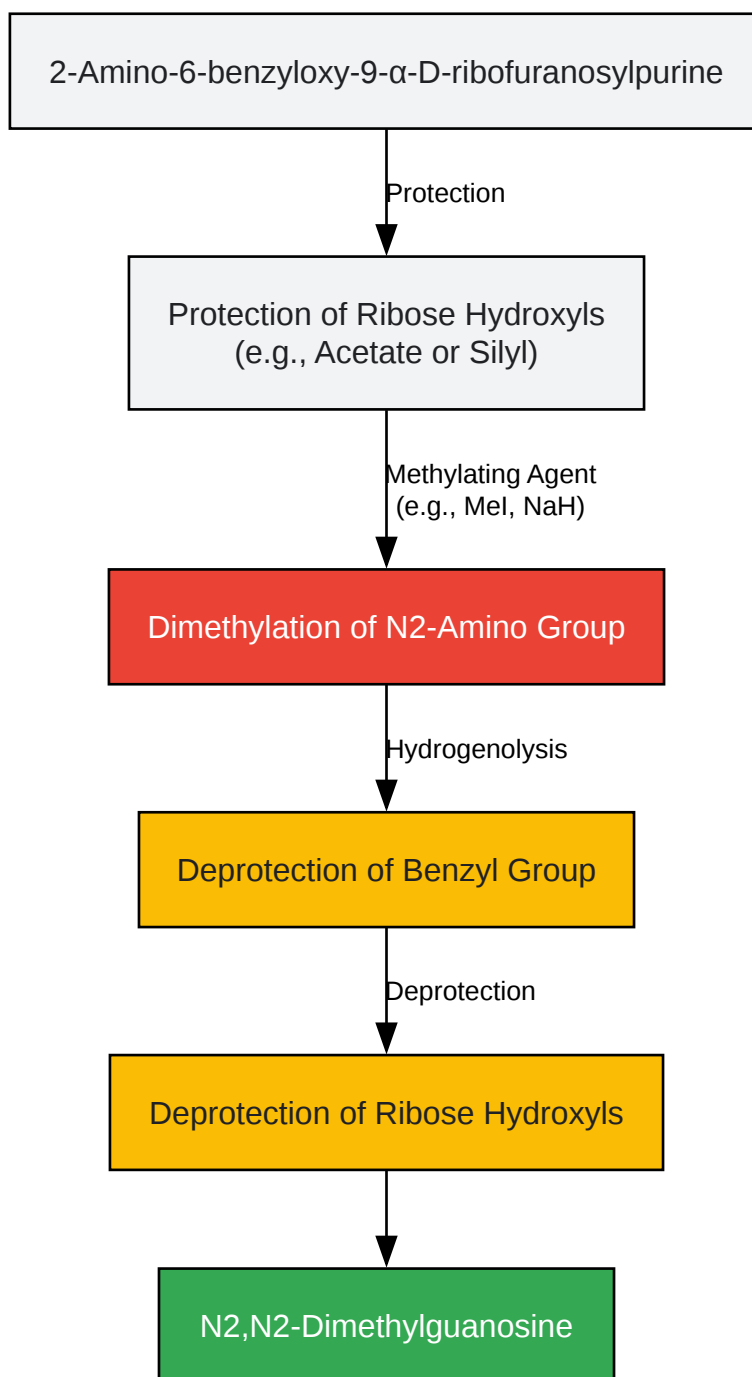 2-Amino-6-benzyloxy-9-α-D-ribofuranosylpurine
Protection
Protection of Ribose Hydroxyls
(e.g., Acetate or Silyl)
Methylating Agent
(e.g., MeI, NaH)
Dimethylation of N2-Amino Group
Hydrogenolysis
Deprotection of Benzyl Group
Deprotection
Deprotection of Ribose Hydroxyls
N2,N2-Dimethylguanosine